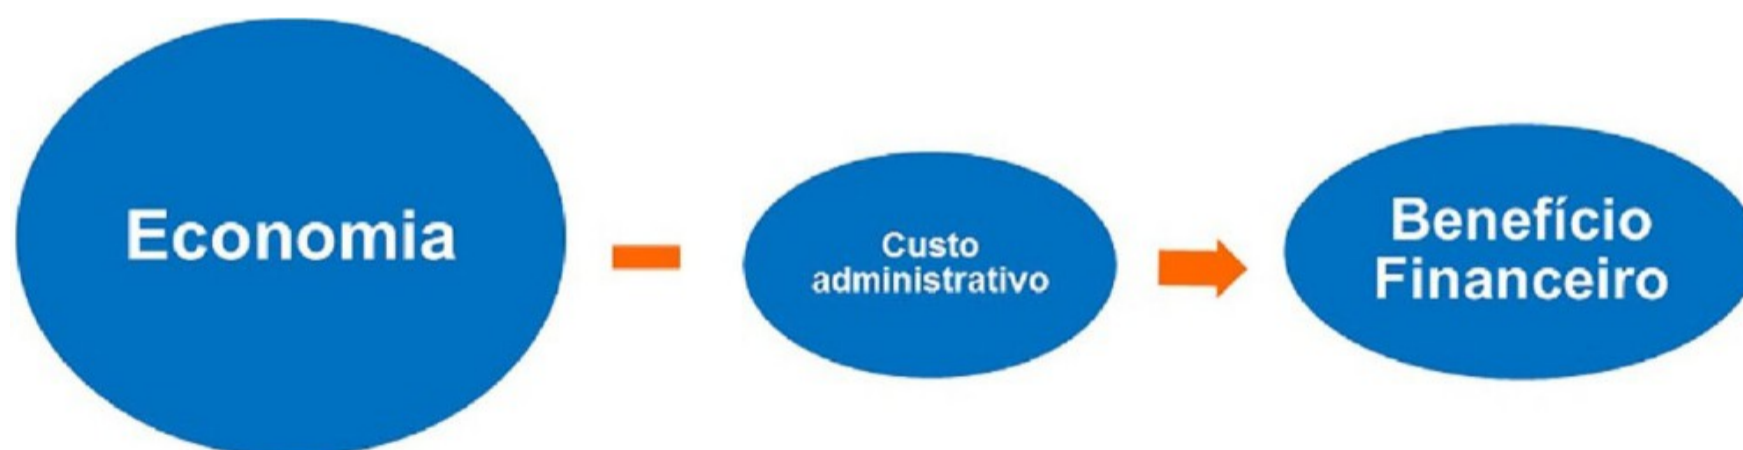 Economia
Custo
administrativo
Benefício
Financeiro